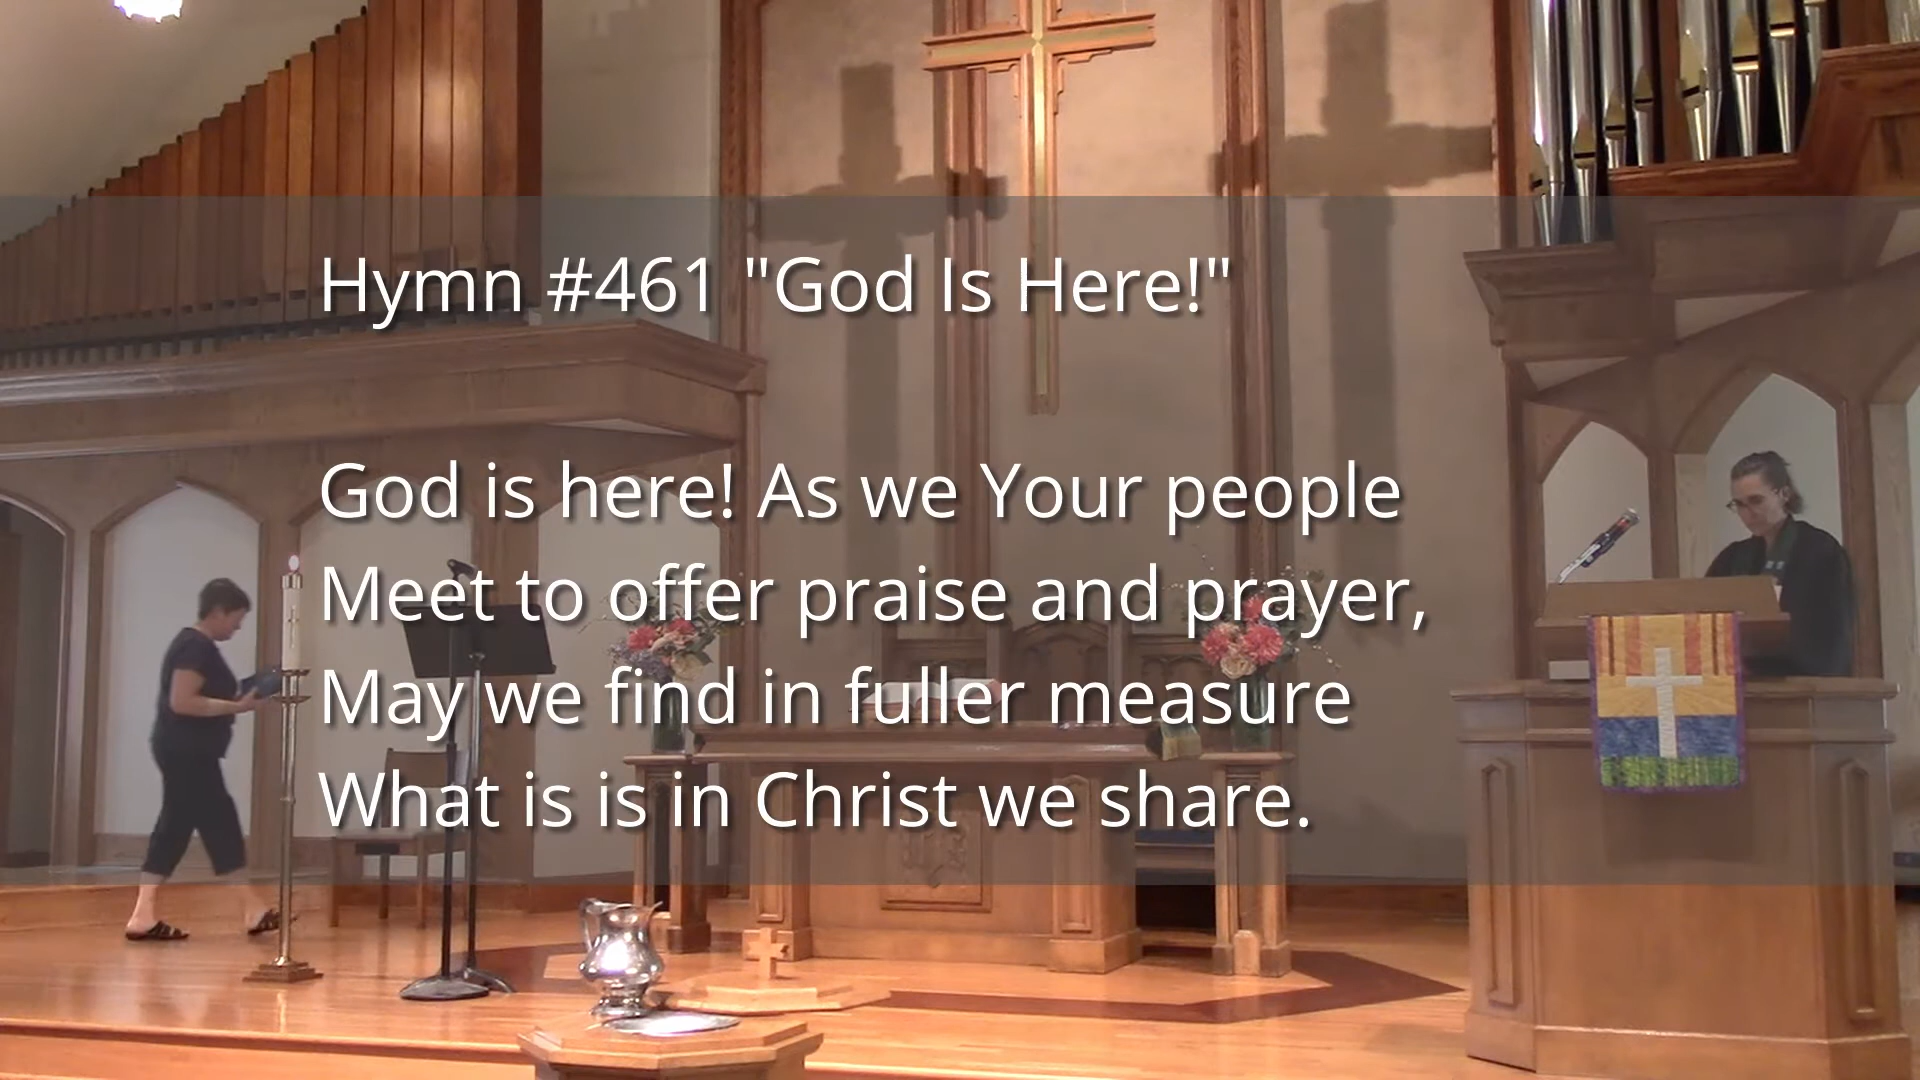 Hymn #461 "God Is Here!"
God is here! As we Your people
Meet to offer praise and prayer,
May we find in fuller measure
What is is in Christ we share.